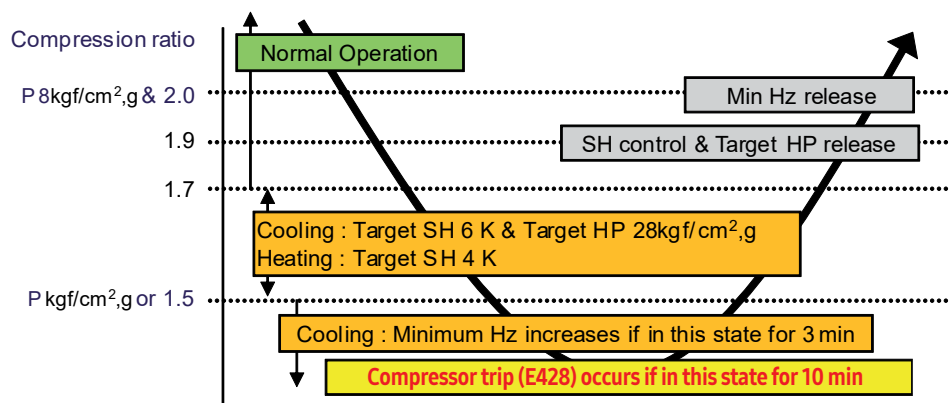 Compression ratio
Normal Operation
P 8kgf/cm²,g & 2.0
Min Hz release
1.9
SH control & Target HP release
1.7
Cooling : Target SH 6 K & Target HP 28kgf/cm²,g
Heating : Target SH 4 K
P kgf/cm²,g or 1.5
Cooling : Minimum Hz increases if in this state for 3 min
Compressor trip (E428) occurs if in this state for 10 min